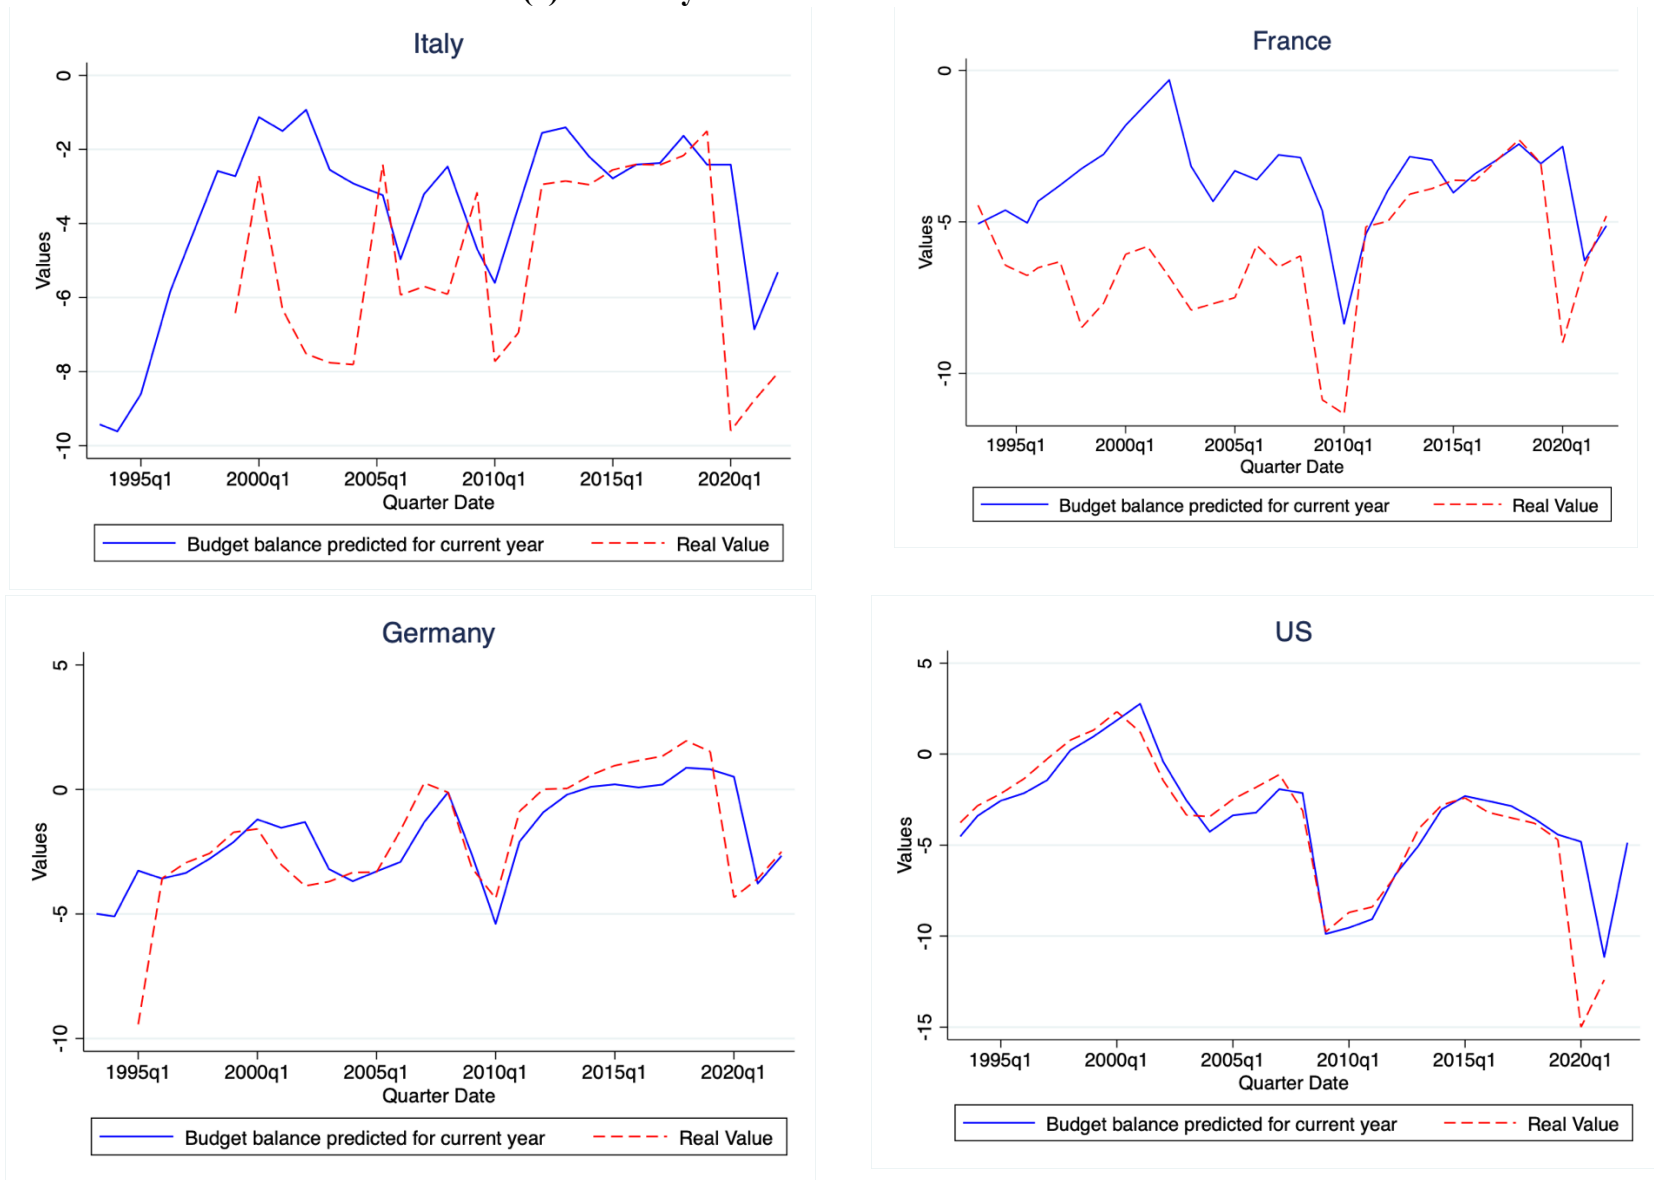 Italy
0
-2
-4
-6
-8
-10
Values
1995q1 2000q1 2005q1 2010q1 2015q1 2020q1
Quarter Date
Budget balance predicted for current year Real Value
France
0
-5
-10
Values
1995q1 2000q1 2005q1 2010q1 2015q1 2020q1
Quarter Date
Budget balance predicted for current year Real Value
Germany
5
0
-5
-10
Values
1995q1 2000q1 2005q1 2010q1 2015q1 2020q1
Quarter Date
Budget balance predicted for current year Real Value
US
5
0
-5
-10
-15
Values
1995q1 2000q1 2005q1 2010q1 2015q1 2020q1
Quarter Date
Budget balance predicted for current year Real Value